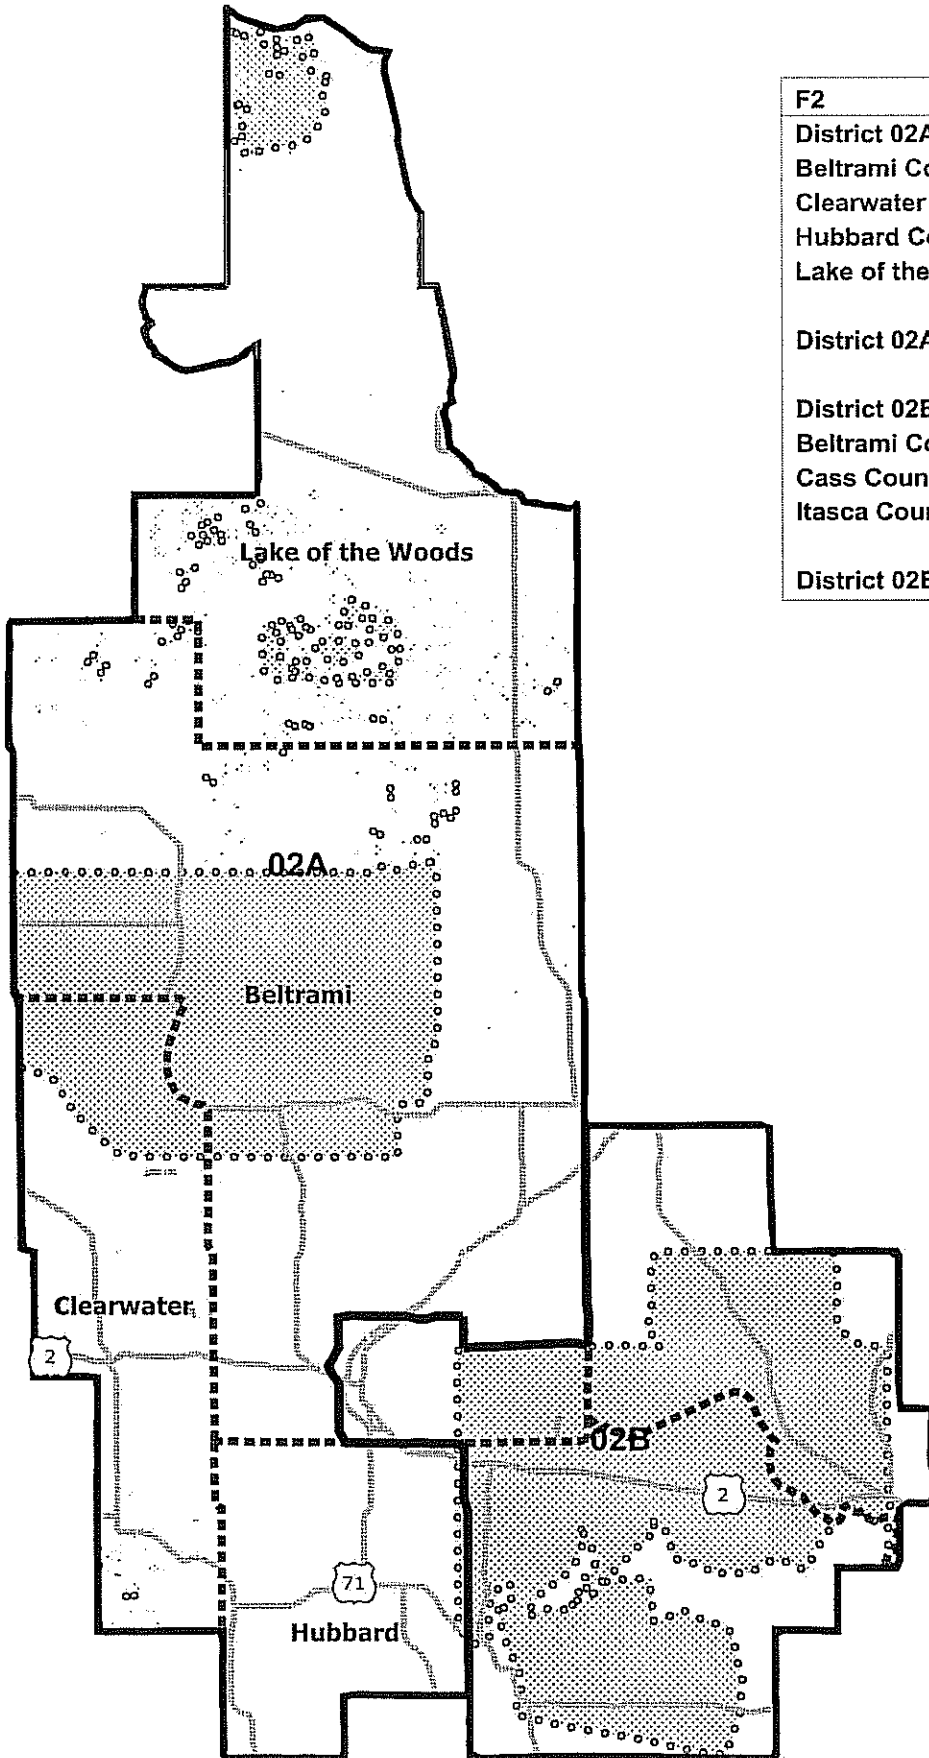 F2
District 02A
Beltrami Co
Clearwater
Hubbard Co
Lake of the
District 02A
District 02B
Beltrami Co
Cass Coun
Itasca Cour
District 02B
Lake of the Woods
02A
Beltrami
Clearwater
2
02B
2
71
Hubbard